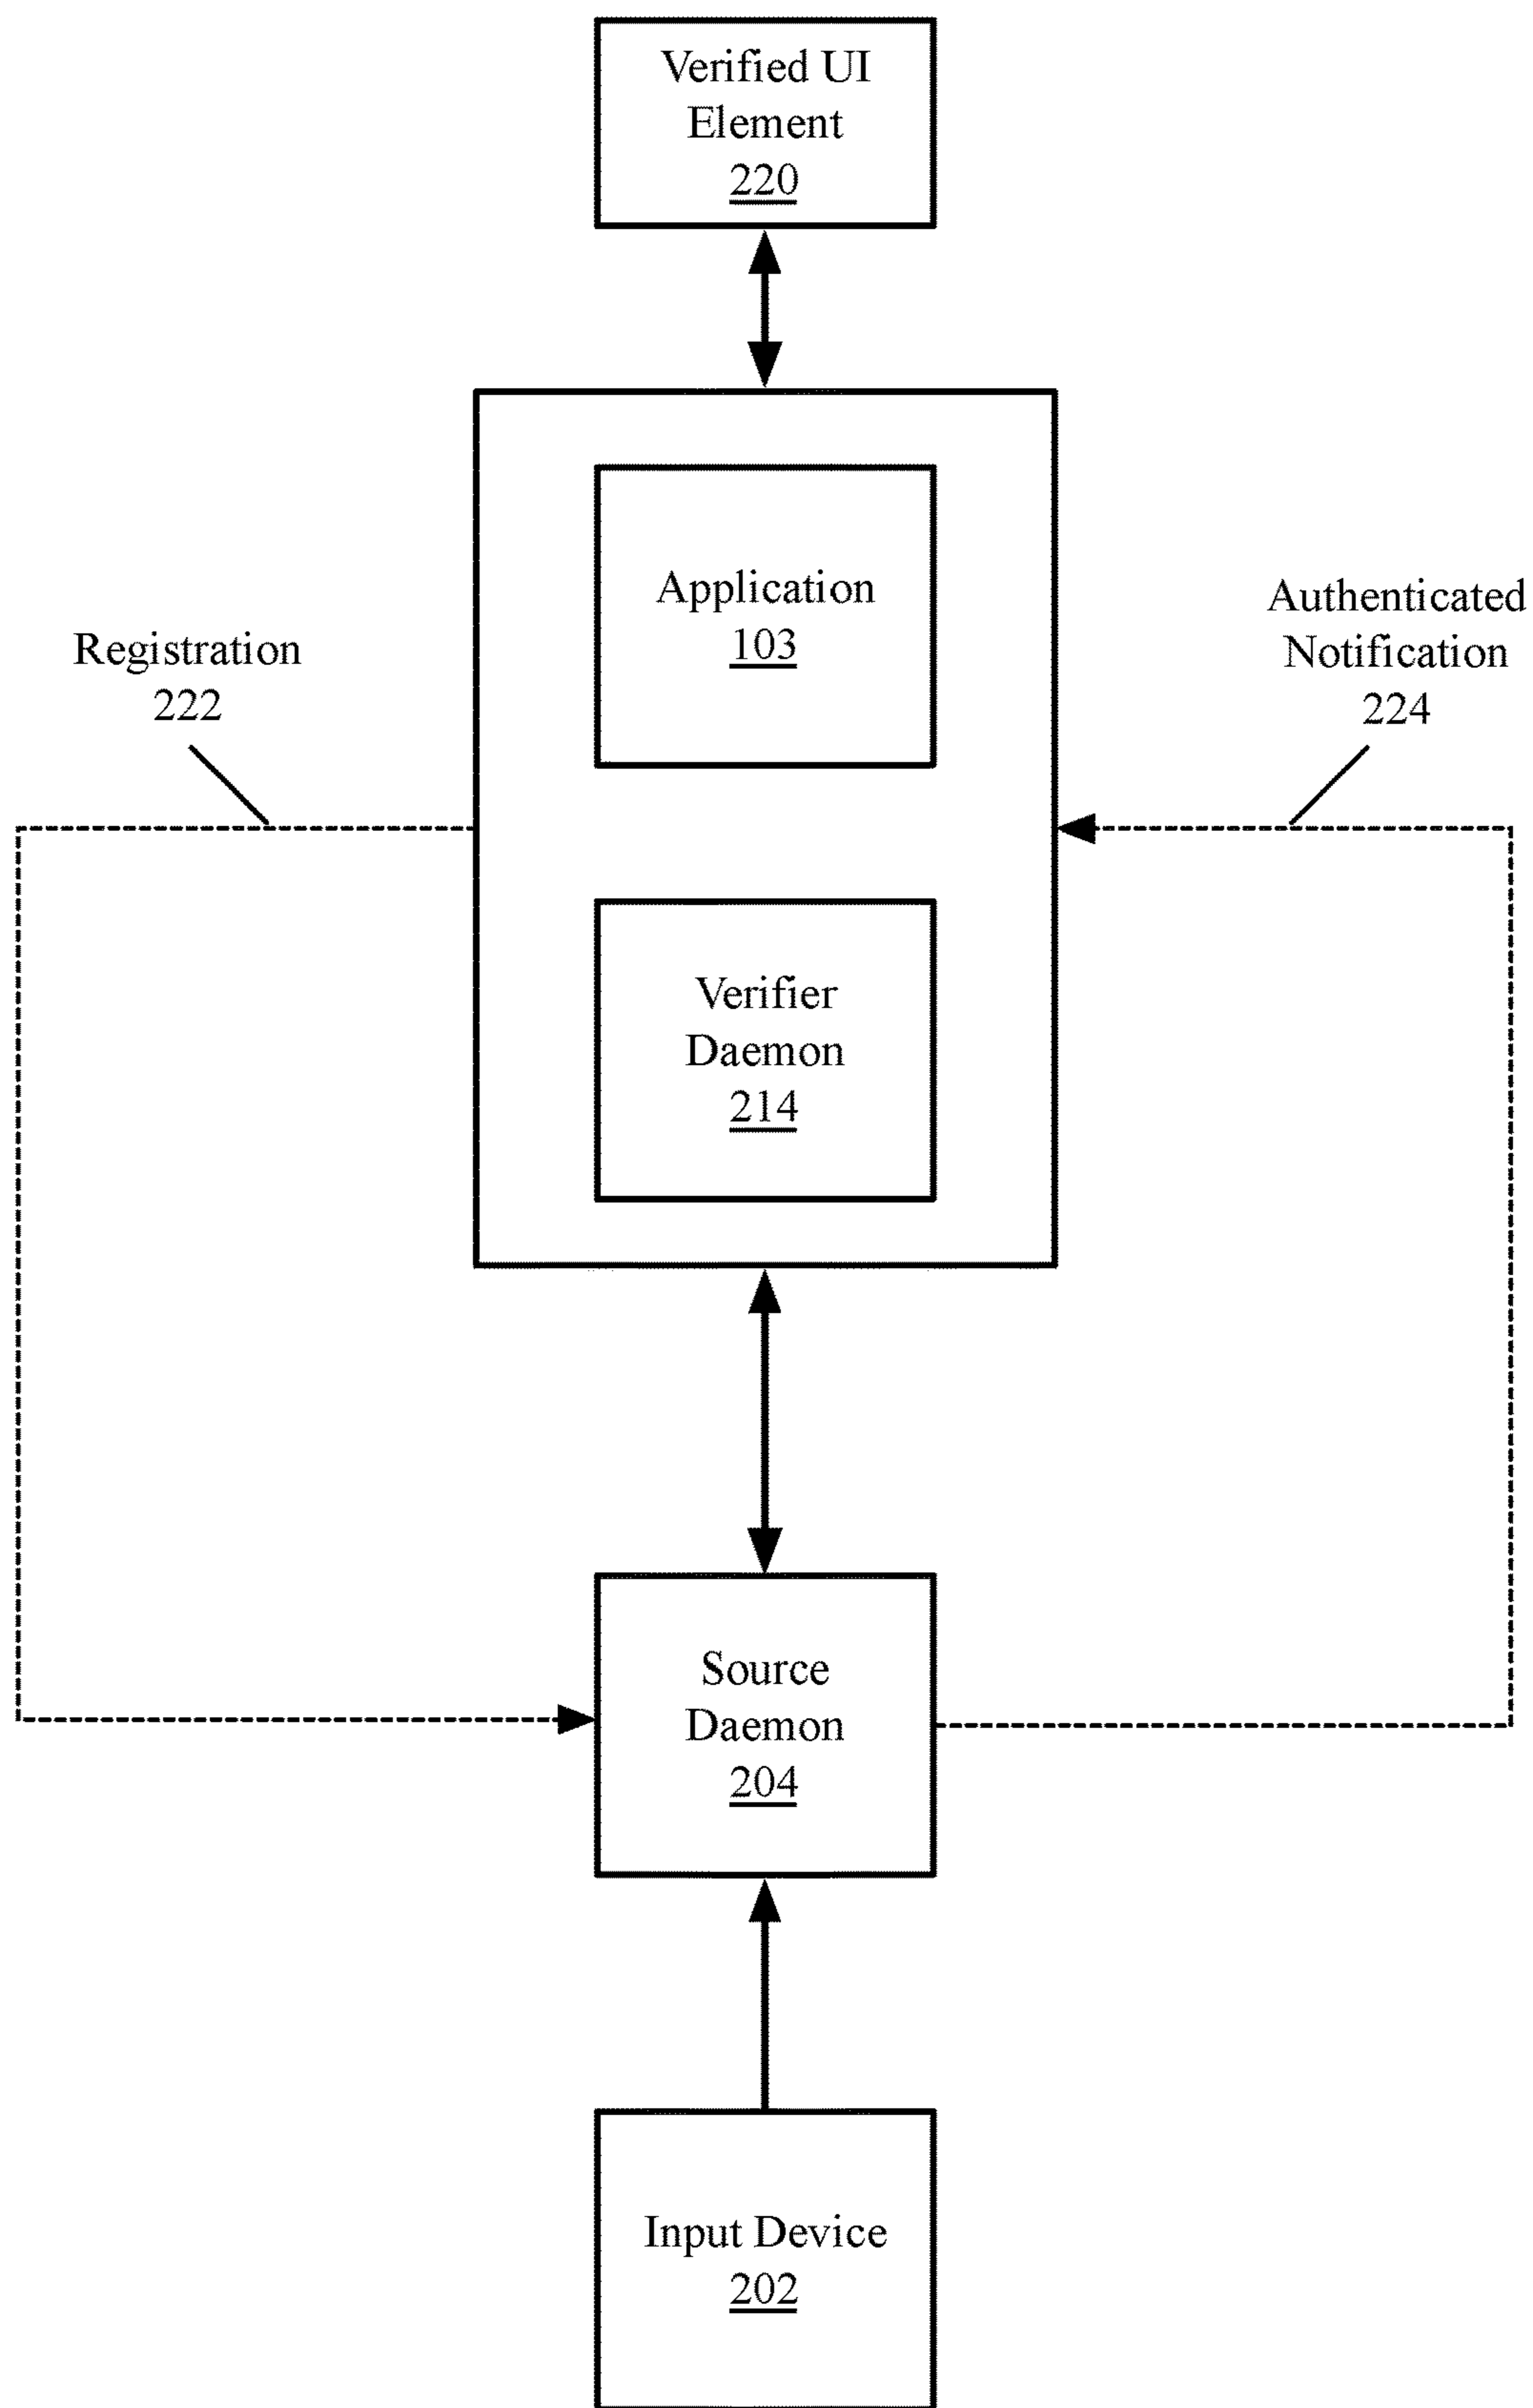 Verified UI
Element
220
Application
103
Registration
222
Authenticated
Notification
224
Verifier
Daemon
214
Source
Daemon
204
Input Device
202